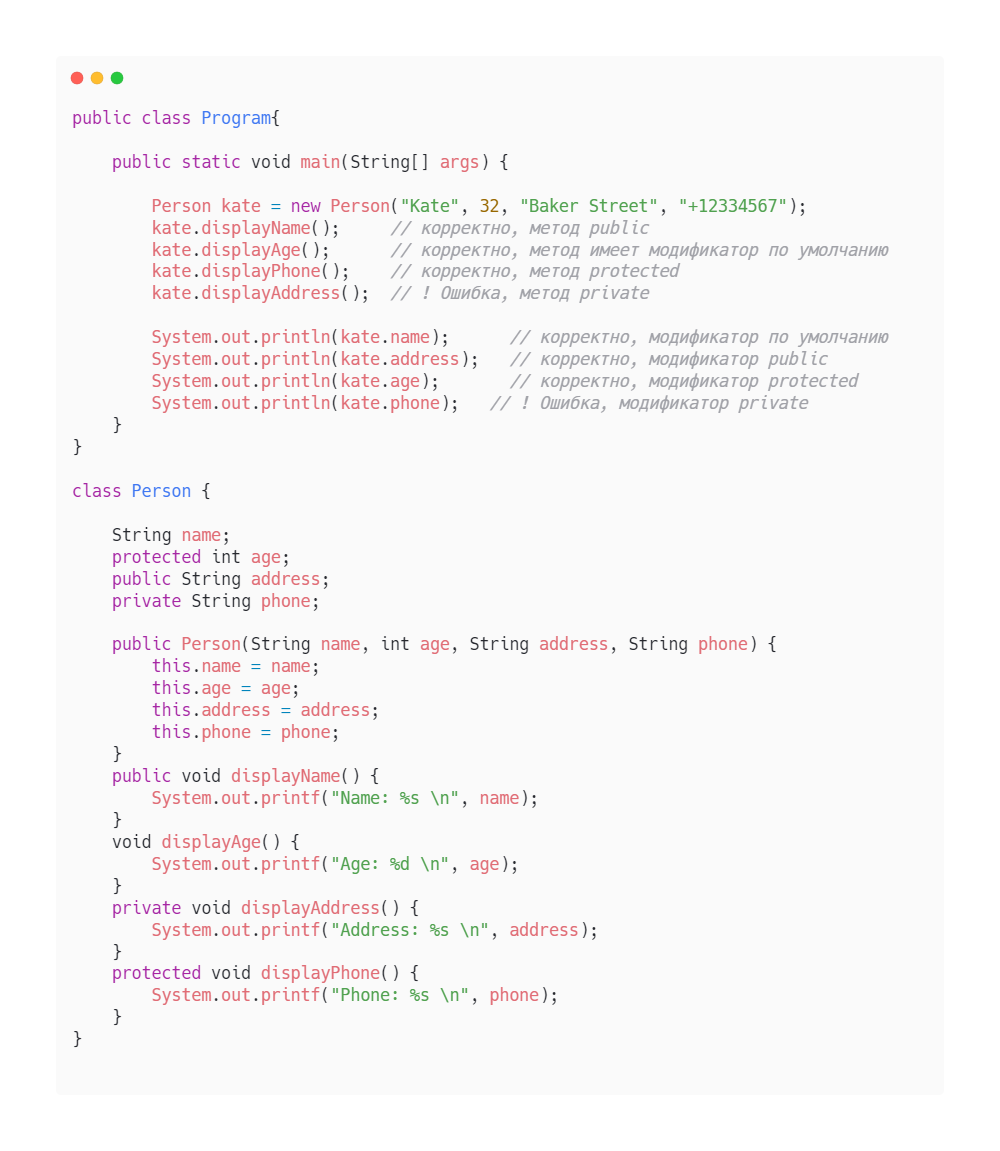 public class Program{
    public static void main(String[] args) {
        Person kate = new Person("Kate", 32, "Baker Street", "+12334567");
        kate.displayName();     // корректно, метод public
        kate.displayAge();      // корректно, метод имеет модификатор по умолчанию
        kate.displayPhone();    // корректно, метод protected
        kate.displayAddress();  // ! Ошибка, метод private
        System.out.println(kate.name);      // корректно, модификатор по умолчанию
        System.out.println(kate.address);   // корректно, модификатор public
        System.out.println(kate.age);       // корректно, модификатор protected
        System.out.println(kate.phone);   // ! Ошибка, модификатор private
    }
}
class Person {
    String name;
    protected int age;
    public String address;
    private String phone;
    public Person(String name, int age, String address, String phone) {
        this.name = name;
        this.age = age;
        this.address = address;
        this.phone = phone;
    }
    public void displayName() {
        System.out.printf("Name: %s \n", name);
    }
    void displayAge() {
        System.out.printf("Age: %d \n", age);
    }
    private void displayAddress() {
        System.out.printf("Address: %s \n", address);
    }
    protected void displayPhone() {
        System.out.printf("Phone: %s \n", phone);
    }
}